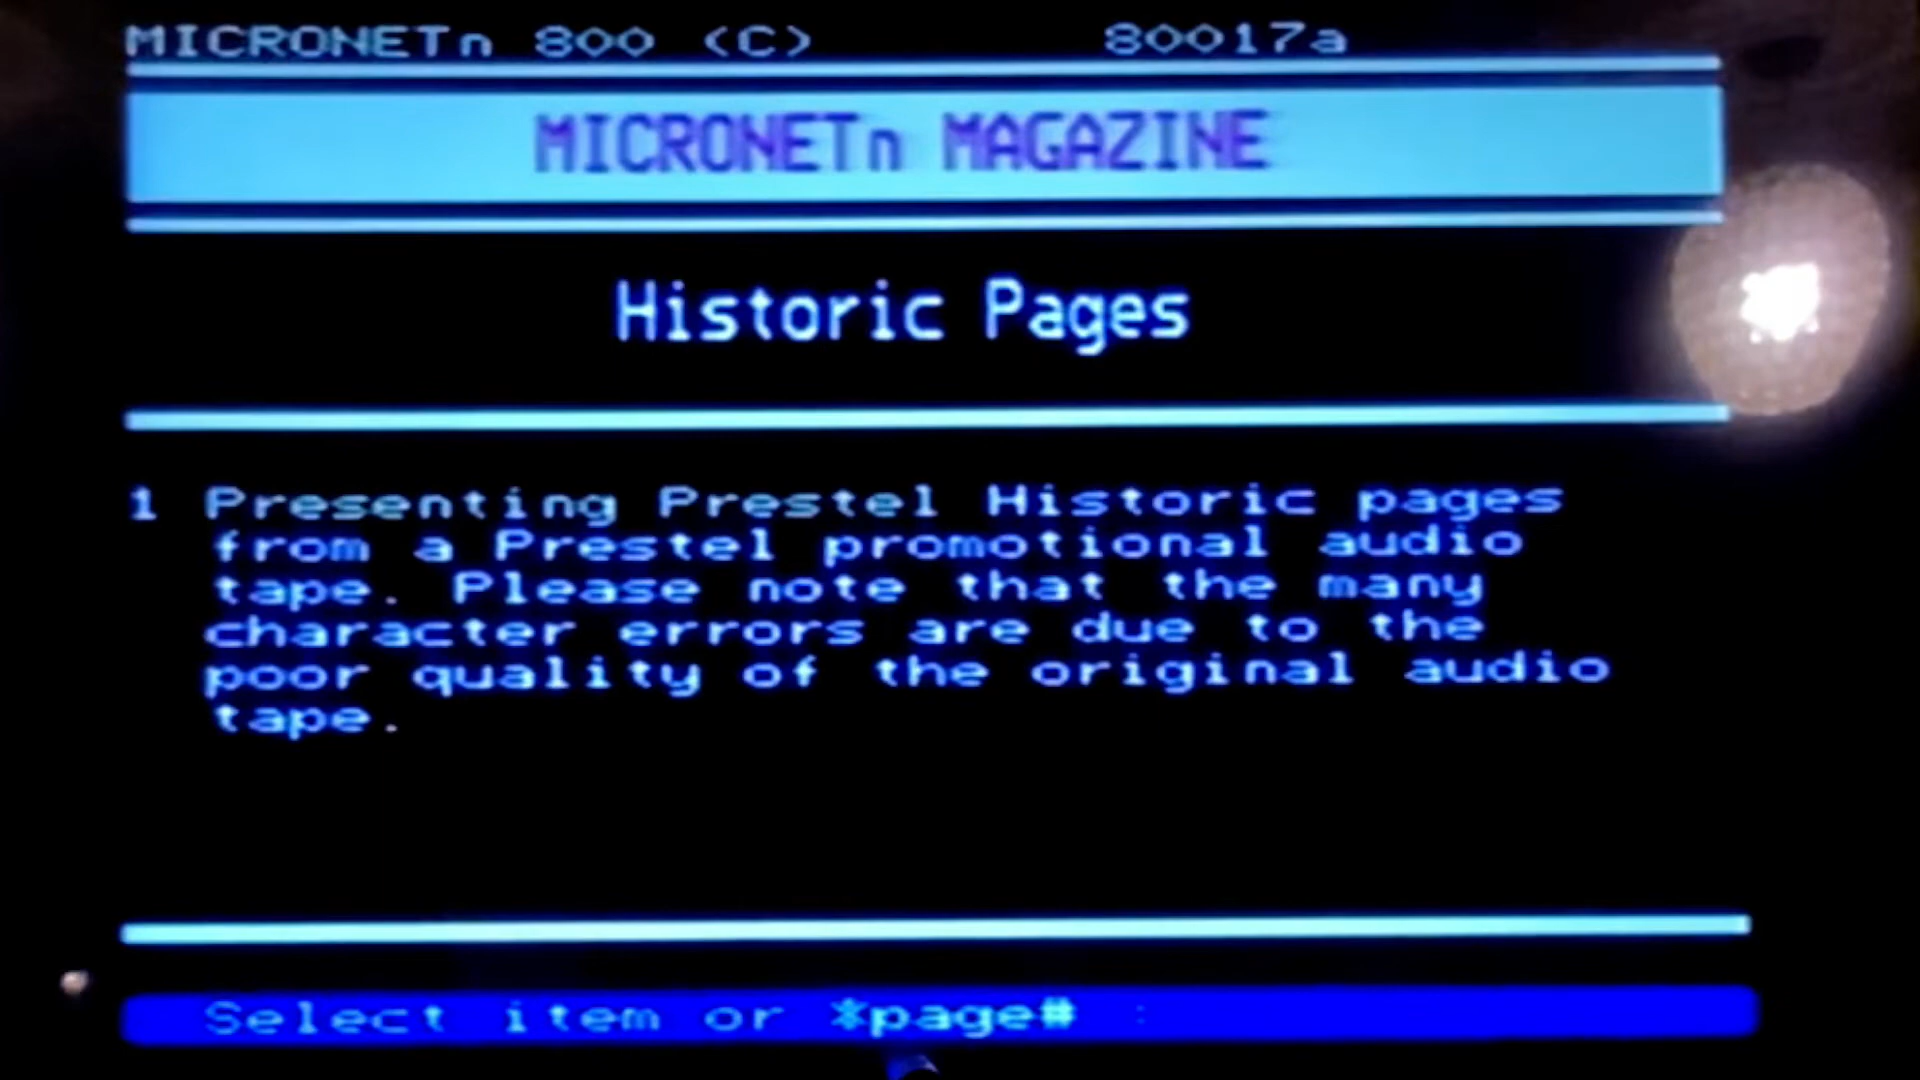 MICRONETn 800 (C) 80017a
MICRONETn MAGAZINE
Historic Pages
1 Presenting Prestel Historic pages
from a Prestel promotional audio
tape. Please note that the many
character errors are due to the
poor quality of the original audio
tape.
Select item or *page# :